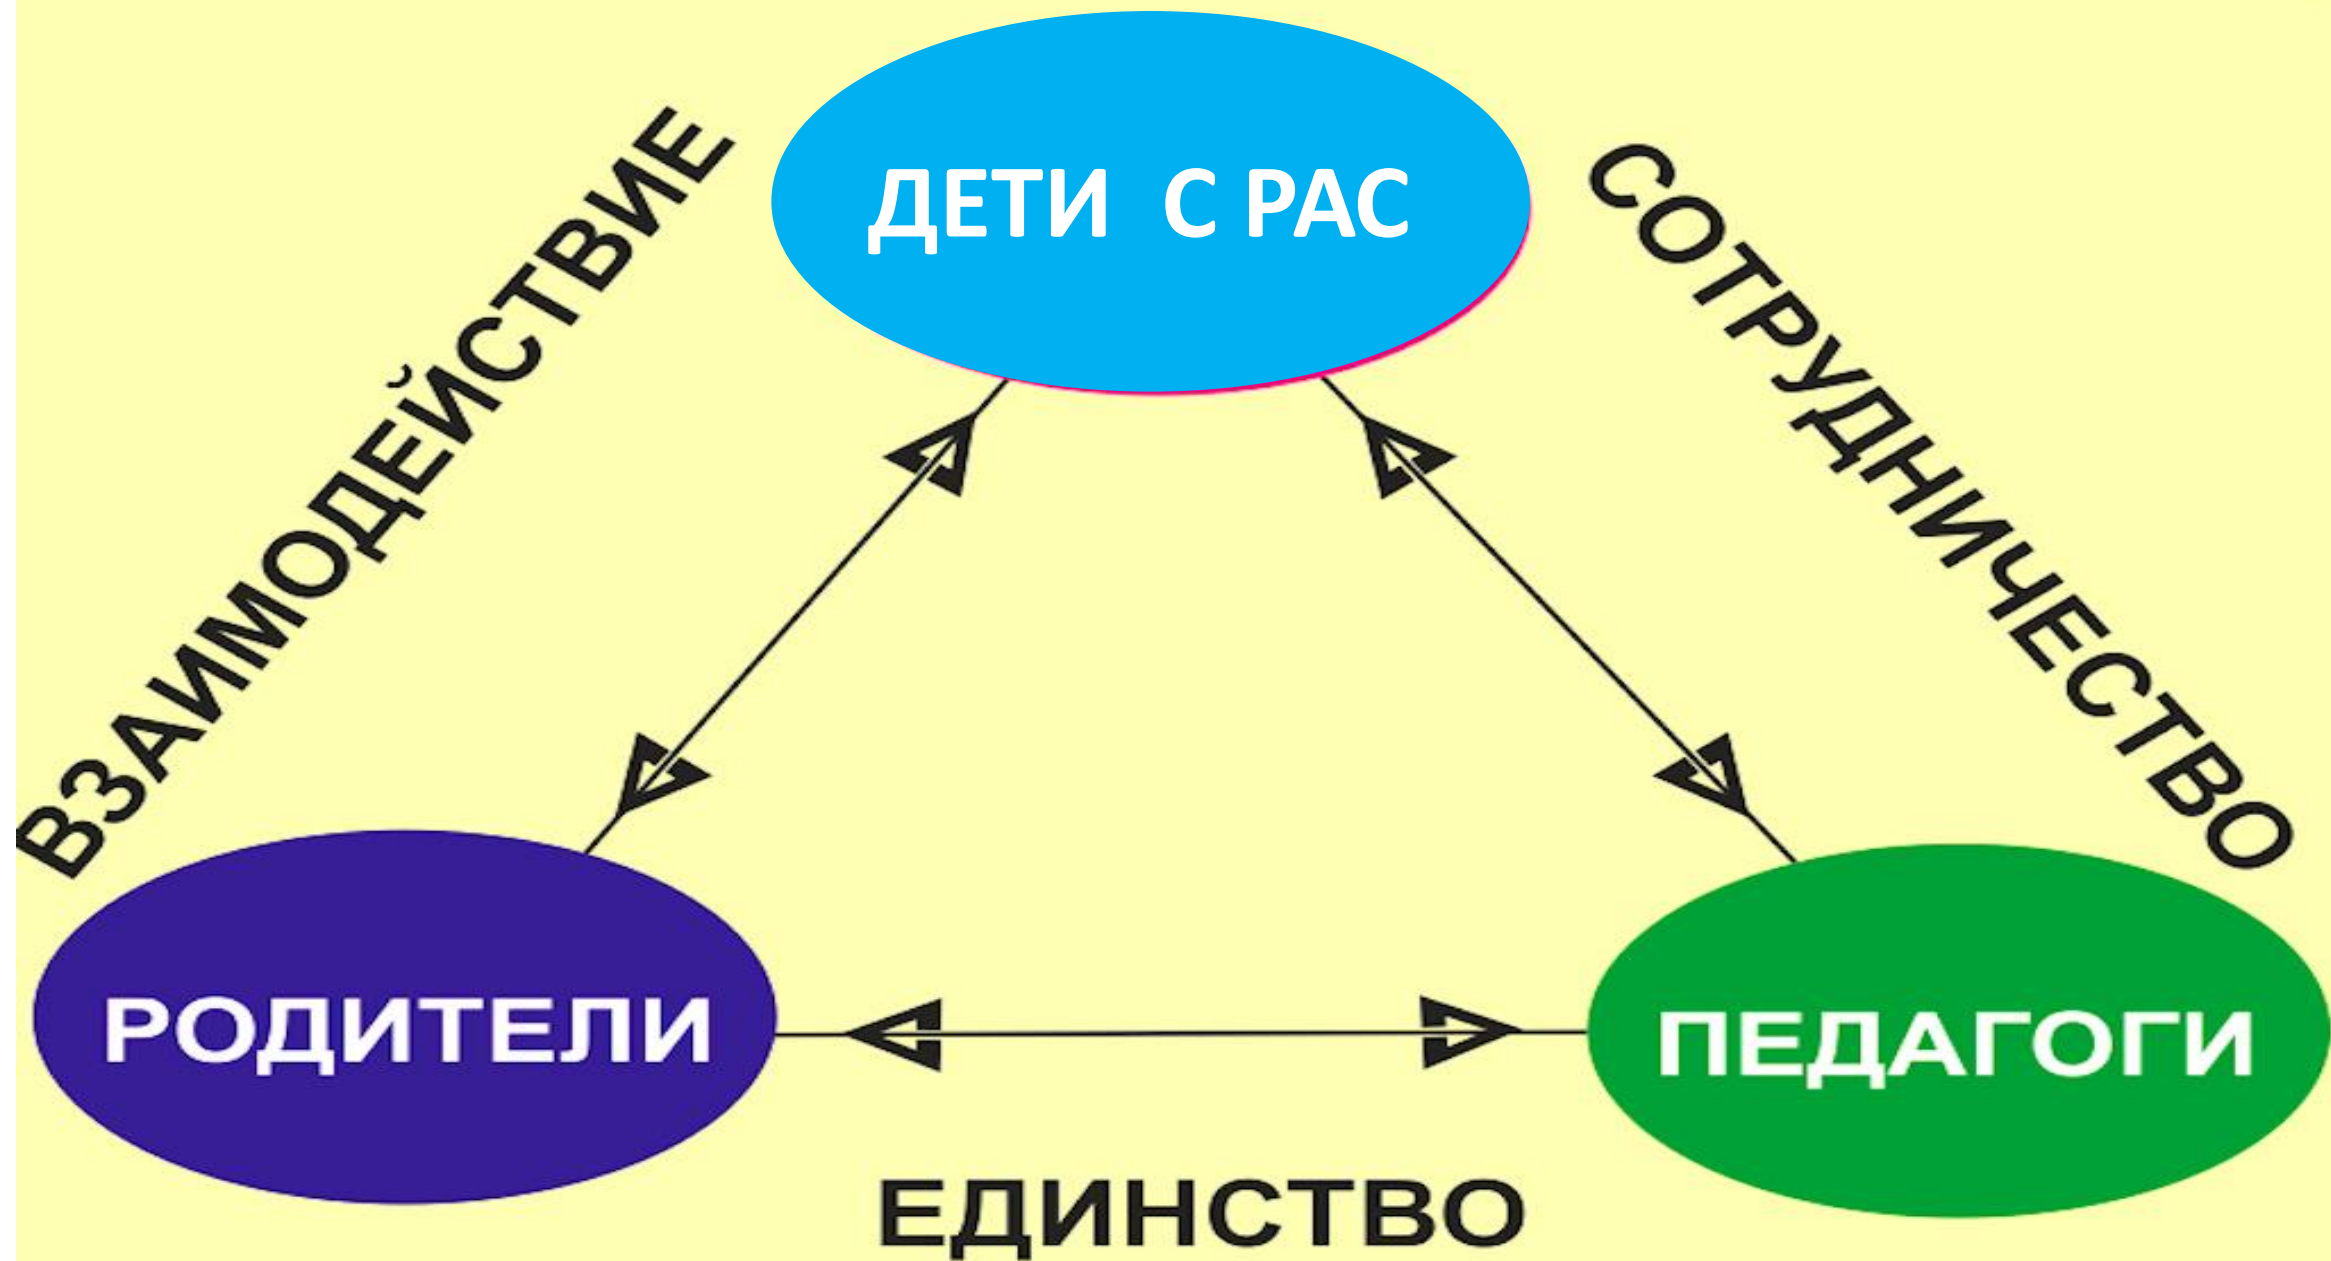 ДЕТИ С РАС
ВЗАИМОДЕЙСТВИЕ
СОТРУДНИЧЕСТВО
РОДИТЕЛИ
ПЕДАГОГИ
ЕДИНСТВО